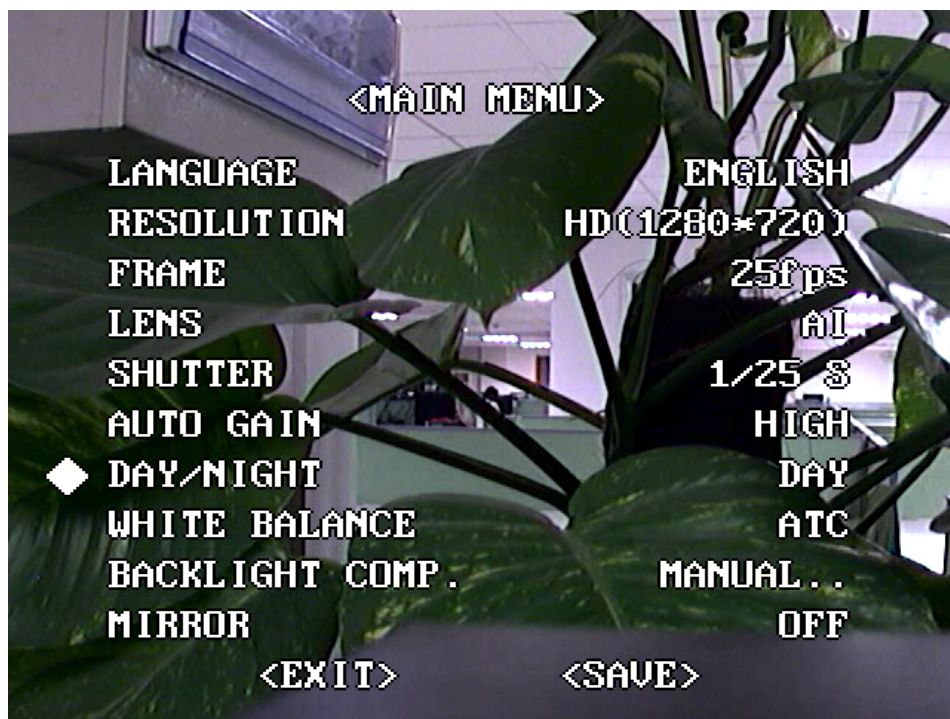 <MAIN MENU>
LANGUAGE ENGLISH
RESOLUTION HD(1280*720)
FRAME 25fps
LENS AI
SHUTTER 1/25 S
AUTO GAIN HIGH
DAY/NIGHT DAY
WHITE BALANCE ATC
BACKLIGHT COMP. MANUAL..
MIRROR OFF
<EXIT> <SAVE>